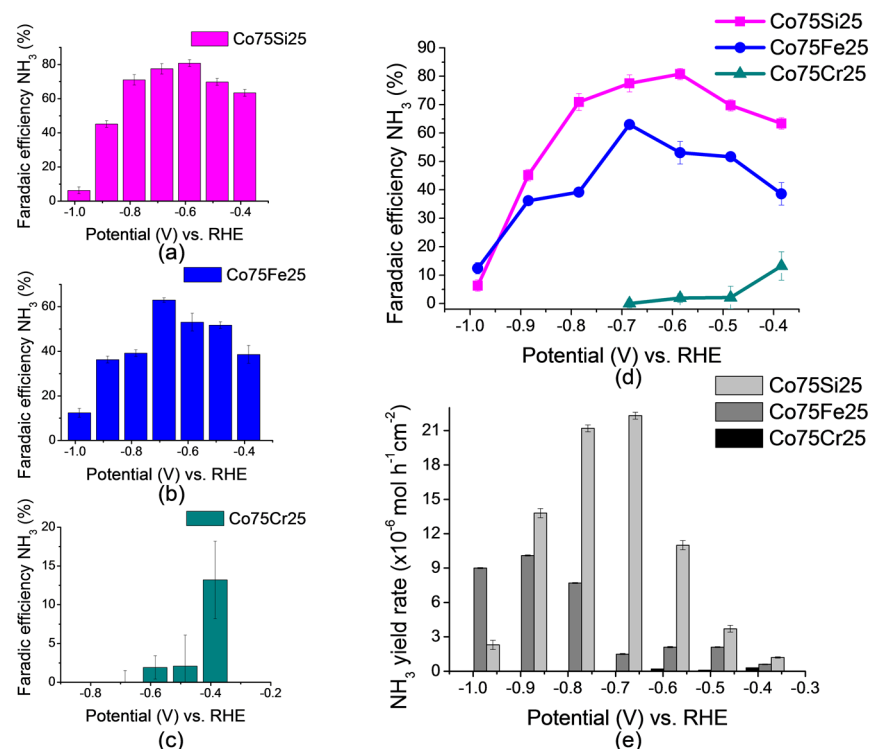 Co75Si25
Faradaic efficiency NH3 (%)
80
60
40
20
0
-1.0 -0.8 -0.6 -0.4
Potential (V) vs. RHE
(a)
Co75Fe25
Faradaic efficiency NH3 (%)
60
40
20
0
-1.0 -0.8 -0.6 -0.4
Potential (V) vs. RHE
(b)
Co75Cr25
Faradic efficiency NH3 (%)
20
15
10
5
0
-0.8 -0.6 -0.4 -0.2
Potential (V) vs. RHE
(c)
Co75Si25
Co75Fe25
Co75Cr25
Faradaic efficiency NH3 (%)
90
80
70
60
50
40
30
20
10
0
-1.0 -0.9 -0.8 -0.7 -0.6 -0.5 -0.4
Potential (V) vs. RHE
(d)
Co75Si25
Co75Fe25
Co75Cr25
NH3 yield rate (x10-6 mol h-1cm-2)
21
18
15
12
9
6
3
0
-1.0 -0.9 -0.8 -0.7 -0.6 -0.5 -0.4 -0.3
Potential (V) vs. RHE
(e)